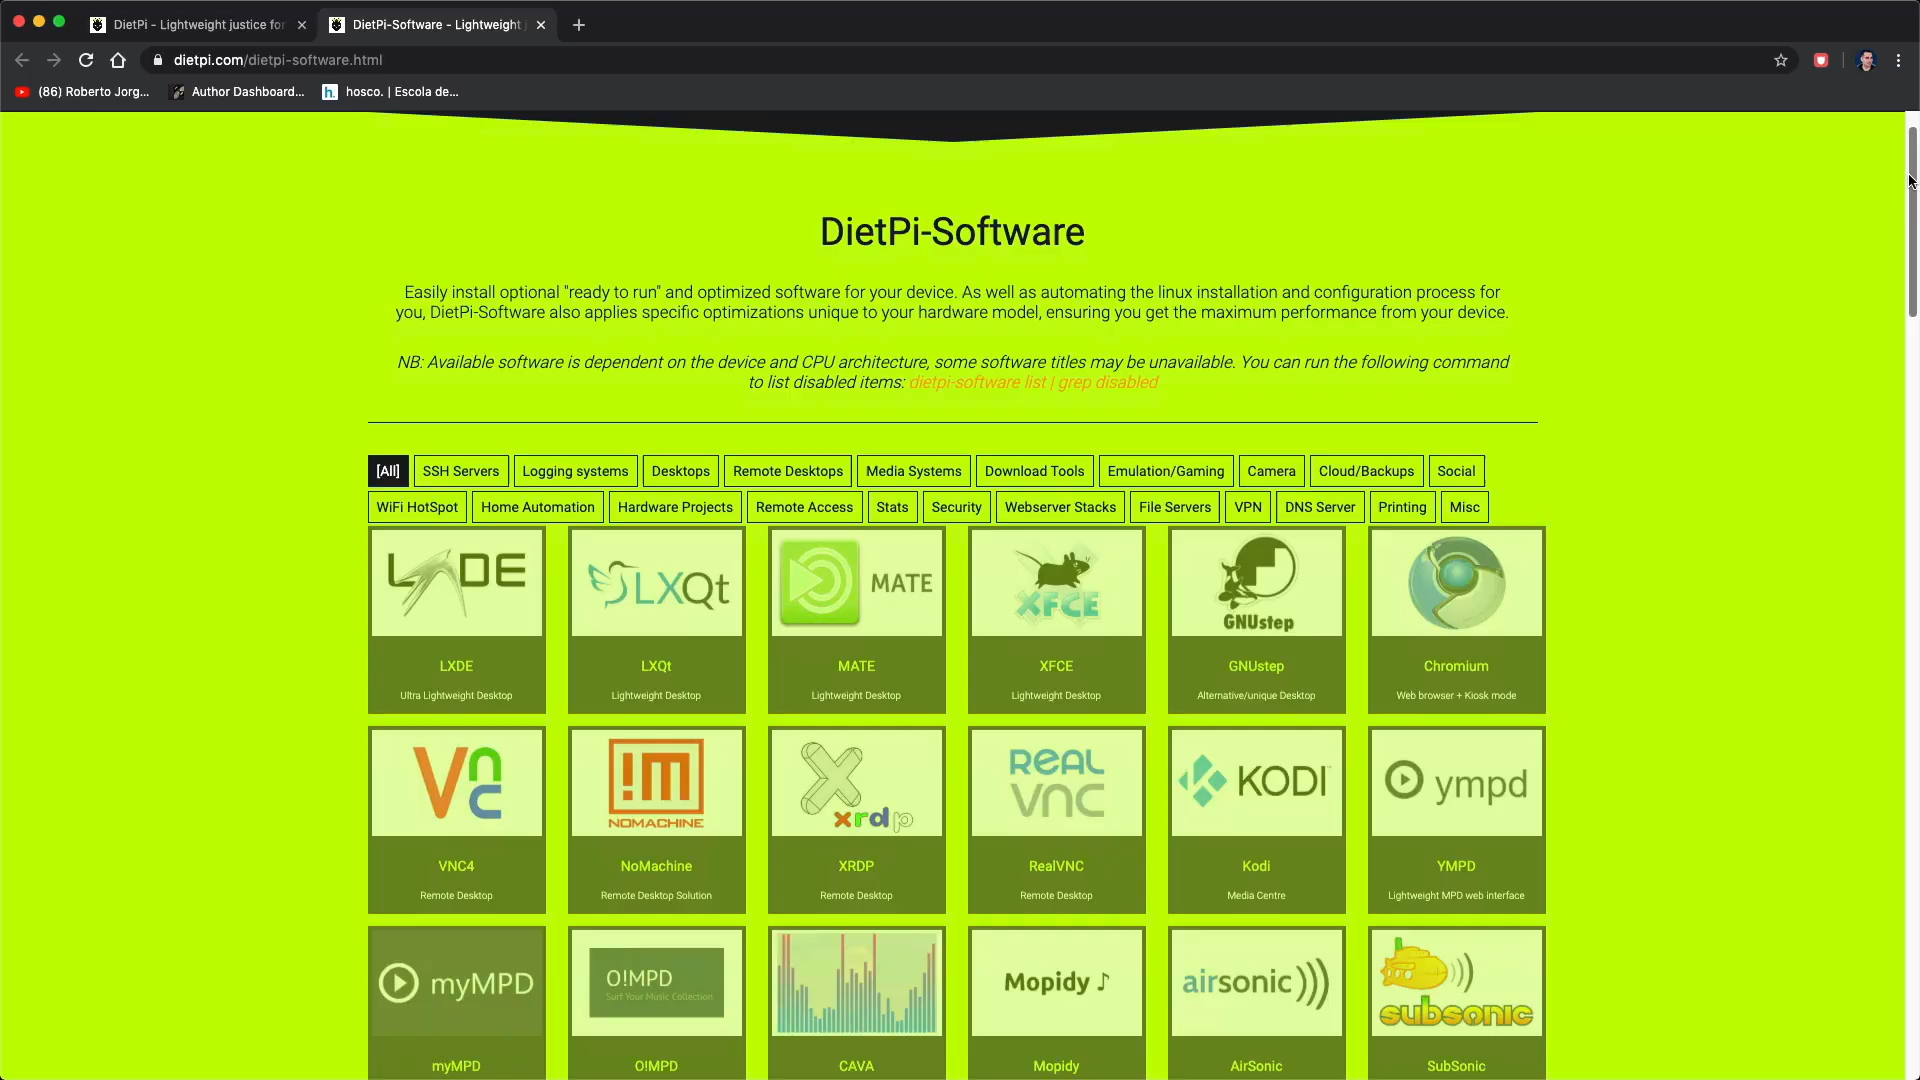 DietPi - Lightweight justice for
DietPi-Software - Lightweight
dietpi.com/dietpi-software.html
(86) Roberto Jorg...
Author Dashboard...
h. hosco. | Escola de...
DietPi-Software
Easily install optional "ready to run" and optimized software for your device. As well as automating the linux installation and configuration process for
you, DietPi-Software also applies specific optimizations unique to your hardware model, ensuring you get the maximum performance from your device.
NB: Available software is dependent on the device and CPU architecture, some software titles may be unavailable. You can run the following command
to list disabled items: dietpi-software list | grep disabled
[All] SSH Servers Logging systems Desktops Remote Desktops Media Systems Download Tools Emulation/Gaming Camera Cloud/Backups Social
WiFi HotSpot Home Automation Hardware Projects Remote Access Stats Security Webserver Stacks File Servers VPN DNS Server Printing Misc
LXDE LXQt MATE XFCE GNUstep
LXDE LXQt MATE XFCE GNUstep Chromium
Ultra Lightweight Desktop Lightweight Desktop Lightweight Desktop Lightweight Desktop Alternative/unique Desktop Web browser + Kiosk mode
Vnc !M NOMACHINE xrdp REAL vnc KODI ympd
VNC4 NoMachine XRDP RealVNC Kodi YMPD
Remote Desktop Remote Desktop Solution Remote Desktop Remote Desktop Media Centre Lightweight MPD web interface
myMPD O!MPD Mopidy airsonic subsonic
Surf Your Music Collection
myMPD O!MPD CAVA Mopidy AirSonic SubSonic